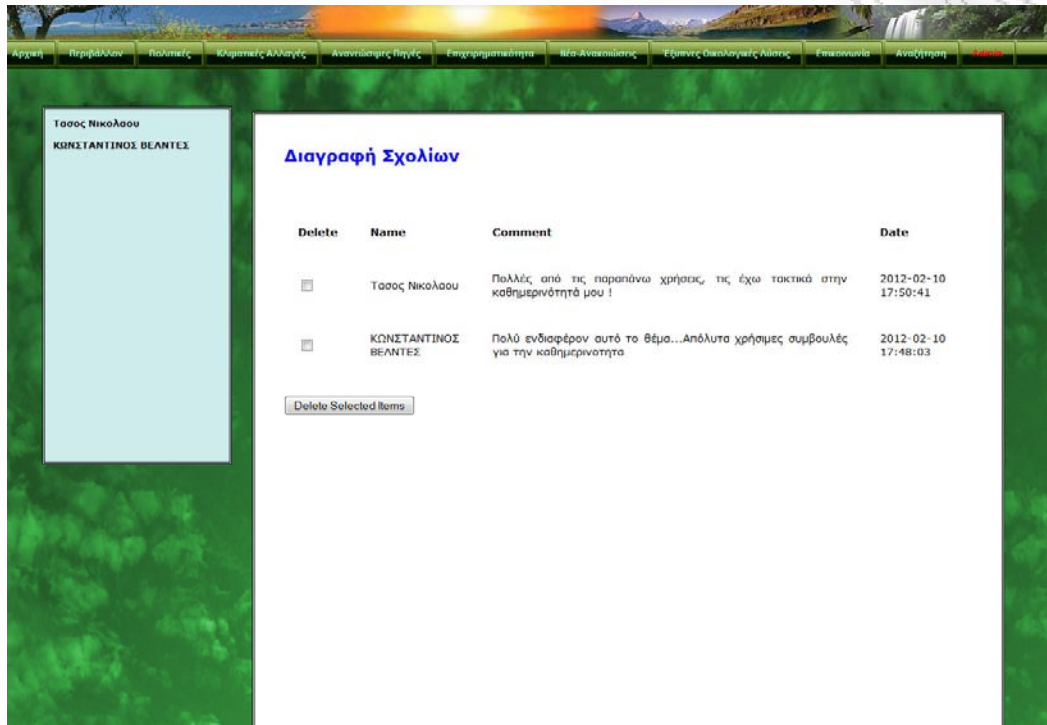 Αρχική Περιβάλλον Πολιτικές Κλιματικές Αλλαγές Ανανεώσιμες Πηγές Επιχειρηματικότητα Νέα-Ανακοινώσεις Έξυπνες Οικολογικές Λύσεις Επικοινωνία Αναζήτηση
Τασος Νικολαου
ΚΩΝΣΤΑΝΤΙΝΟΣ ΒΕΛΝΤΕΣ
Διαγραφή Σχολίων
Delete Name Comment Date
Τασος Νικολαου Πολλές από τις παραπάνω χρήσεις, τις έχω τακτικά στην 2012-02-10
καθημερινότητά μου ! 17:50:41
ΚΩΝΣΤΑΝΤΙΝΟΣ Πολύ ενδιαφέρον αυτό το θέμα...Απόλυτα χρήσιμες συμβουλές 2012-02-10
ΒΕΛΝΤΕΣ για την καθημερινοτητα 17:48:03
Delete Selected Items